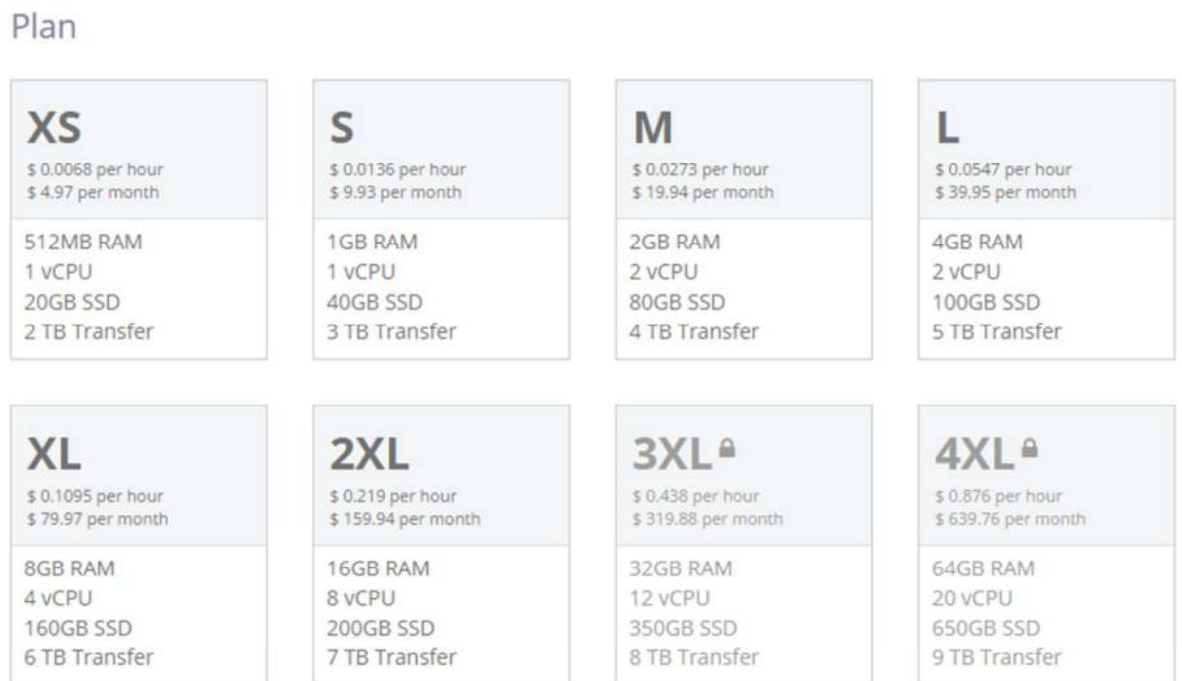 Plan
XS
$ 0.0068 per hour
$ 4.97 per month
512MB RAM
1 vCPU
20GB SSD
2 TB Transfer
S
$ 0.0136 per hour
$ 9.93 per month
1GB RAM
1 vCPU
40GB SSD
3 TB Transfer
M
$ 0.0273 per hour
$ 19.94 per month
2GB RAM
2 vCPU
80GB SSD
4 TB Transfer
L
$ 0.0547 per hour
$ 39.95 per month
4GB RAM
2 vCPU
100GB SSD
5 TB Transfer
XL
$ 0.1095 per hour
$ 79.97 per month
8GB RAM
4 vCPU
160GB SSD
6 TB Transfer
2XL
$ 0.219 per hour
$ 159.94 per month
16GB RAM
8 vCPU
200GB SSD
7 TB Transfer
3XL
$ 0.438 per hour
$ 319.88 per month
32GB RAM
12 vCPU
350GB SSD
8 TB Transfer
4XL
$ 0.876 per hour
$ 639.76 per month
64GB RAM
20 vCPU
650GB SSD
9 TB Transfer